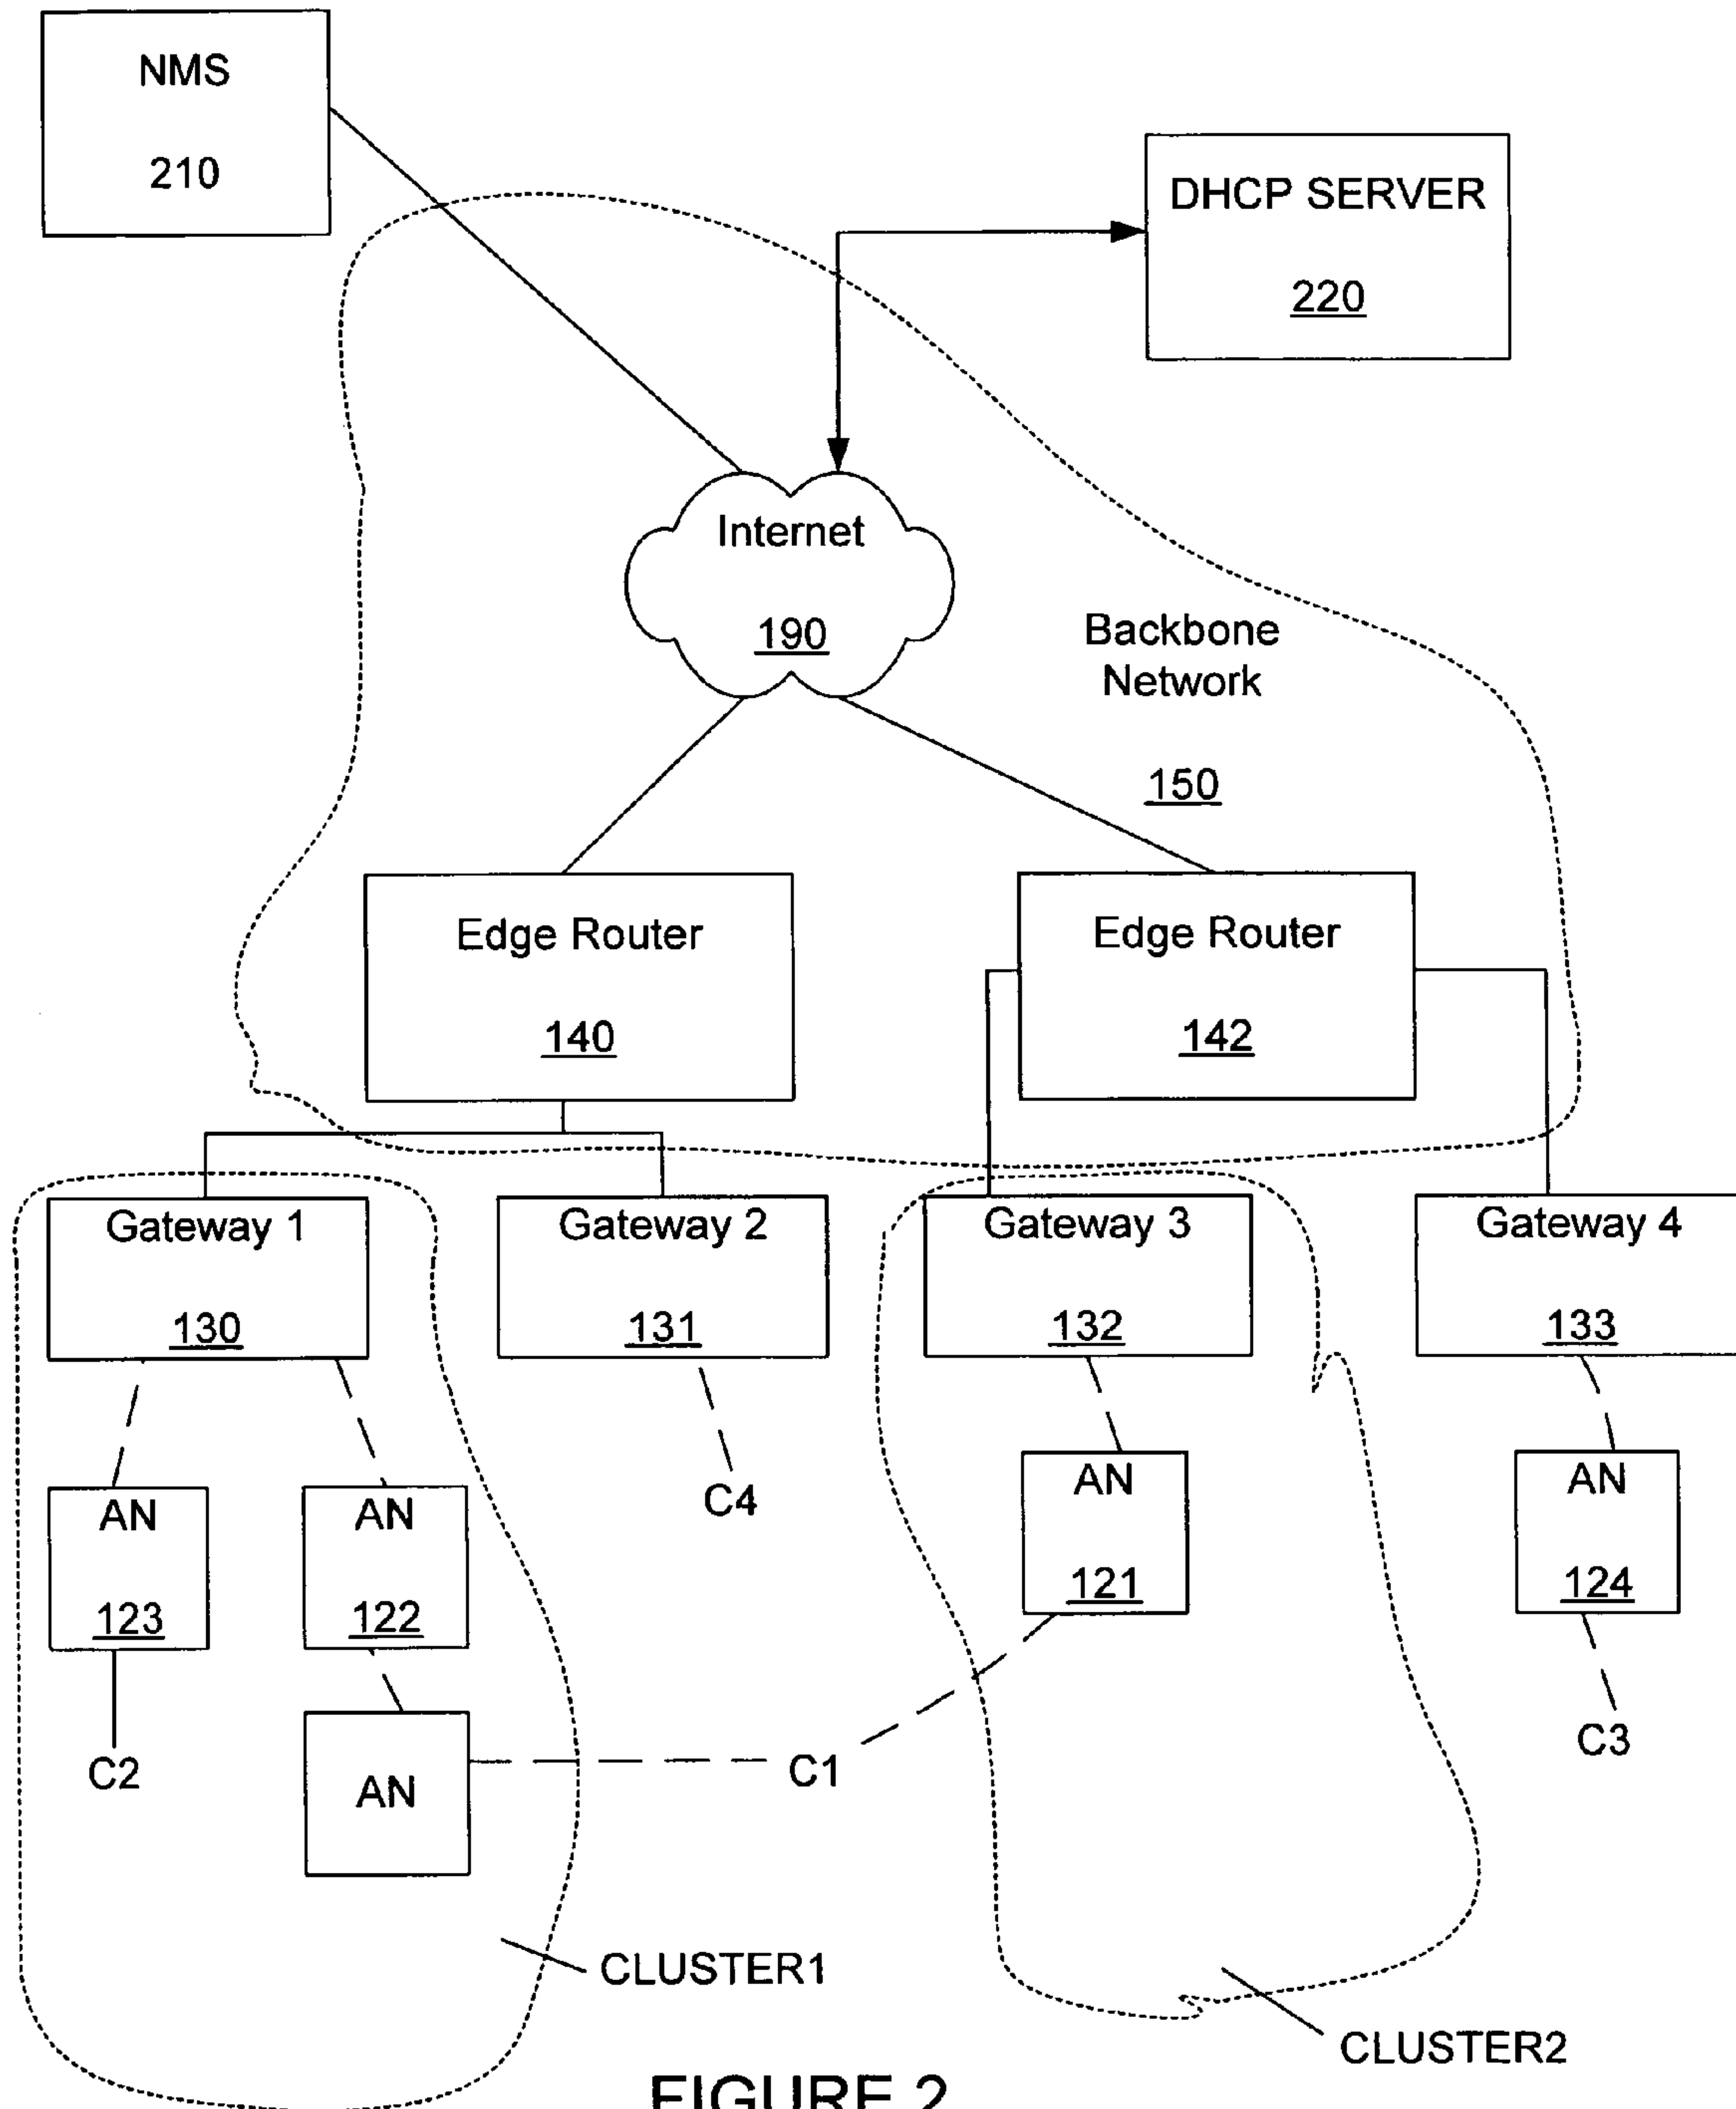 NMS
210
DHCP SERVER
220
Internet
190
Backbone
Network
150
Edge Router
140
Edge Router
142
Gateway 1
130
Gateway 2
131
Gateway 3
132
Gateway 4
133
AN
123
AN
122
C4
AN
121
AN
124
C2
AN
C1
C3
CLUSTER1
CLUSTER2
FIGURE 2